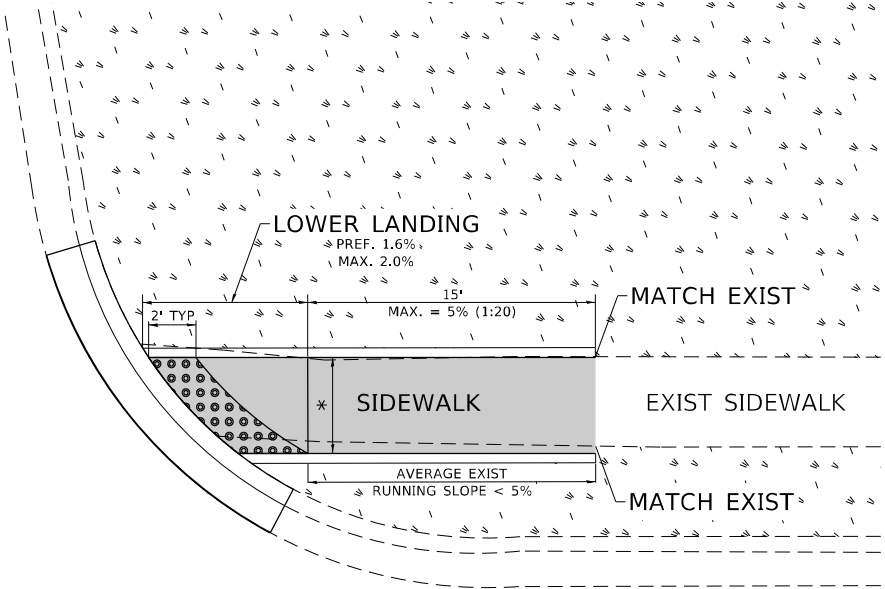 LOWER LANDING
PREF. 1.6%
MAX. 2.0%
15'
MAX. = 5% (1:20)
MATCH EXIST
2' TYP
*
SIDEWALK
EXIST SIDEWALK
AVERAGE EXIST
RUNNING SLOPE < 5%
MATCH EXIST